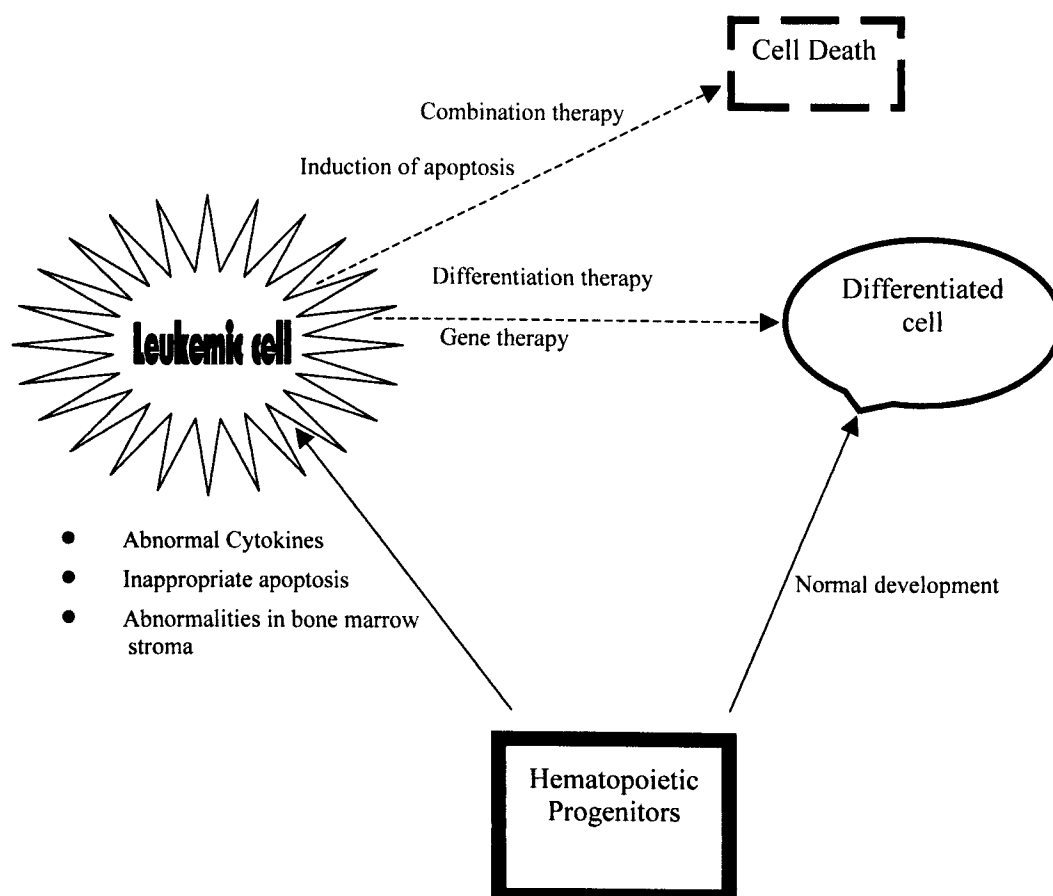 Cell Death
Combination therapy
Induction of apoptosis
Differentiation therapy
Gene therapy
Differentiated
cell
Leukemic cell
● Abnormal Cytokines
● Inappropriate apoptosis
● Abnormalities in bone marrow
stroma
Normal development
Hematopoietic
Progenitors